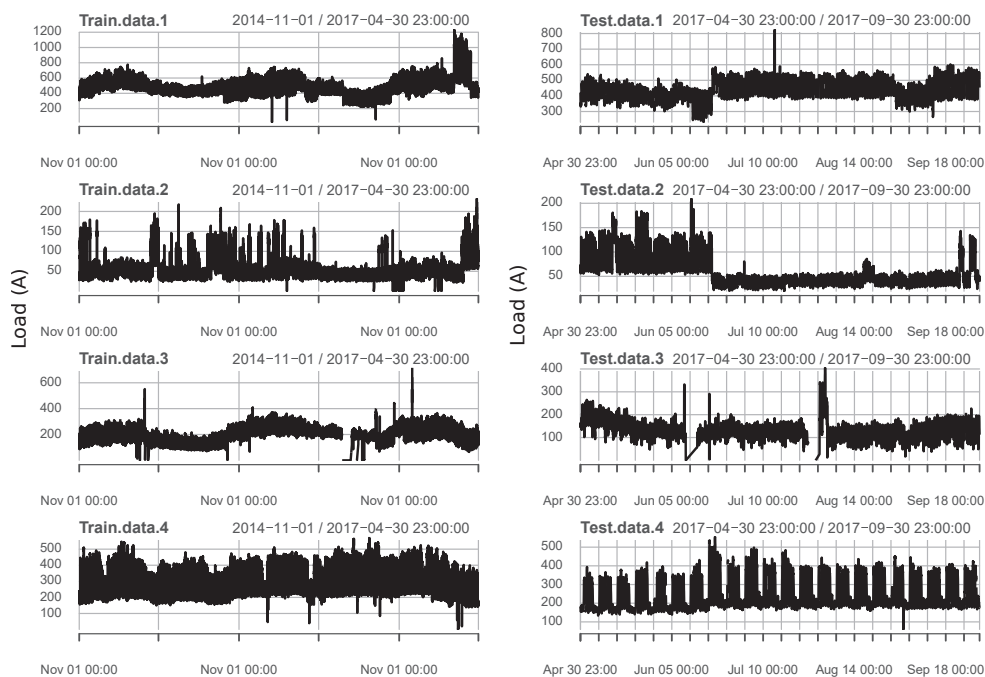 Train.data.1 2014−11−01 / 2017−04−30 23:00:00
1200
1000
800
600
400
200
Nov 01 00:00 Nov 01 00:00 Nov 01 00:00
Train.data.2 2014−11−01 / 2017−04−30 23:00:00
200
150
100
50
Nov 01 00:00 Nov 01 00:00 Nov 01 00:00
Load (A)
Train.data.3 2014−11−01 / 2017−04−30 23:00:00
600
400
200
Nov 01 00:00 Nov 01 00:00 Nov 01 00:00
Train.data.4 2014−11−01 / 2017−04−30 23:00:00
500
400
300
200
100
Nov 01 00:00 Nov 01 00:00 Nov 01 00:00
Test.data.1 2017−04−30 23:00:00 / 2017−09−30 23:00:00
800
700
600
500
400
300
Apr 30 23:00 Jun 05 00:00 Jul 10 00:00 Aug 14 00:00 Sep 18 00:00
Test.data.2 2017−04−30 23:00:00 / 2017−09−30 23:00:00
200
150
100
50
Apr 30 23:00 Jun 05 00:00 Jul 10 00:00 Aug 14 00:00 Sep 18 00:00
Load (A)
Test.data.3 2017−04−30 23:00:00 / 2017−09−30 23:00:00
400
300
200
100
Apr 30 23:00 Jun 05 00:00 Jul 10 00:00 Aug 14 00:00 Sep 18 00:00
Test.data.4 2017−04−30 23:00:00 / 2017−09−30 23:00:00
500
400
300
200
100
Apr 30 23:00 Jun 05 00:00 Jul 10 00:00 Aug 14 00:00 Sep 18 00:00